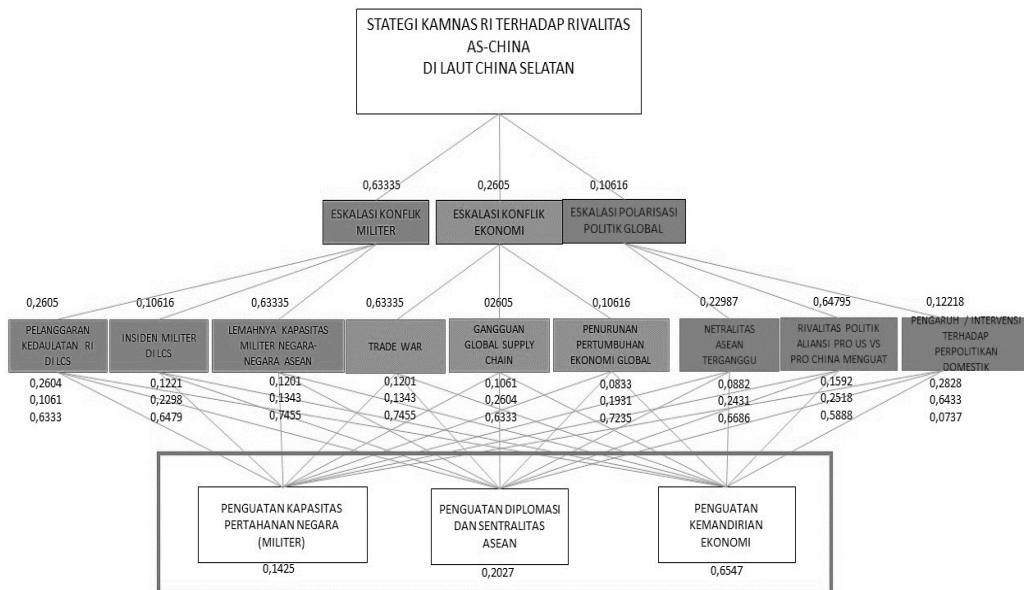 STATEGI KAMNAS RI TERHADAP RIVALITAS
AS-CHINA
DI LAUT CHINA SELATAN
0,63335
0,2605
0,10616
ESKALASI KONFLIK
MILITER
ESKALASI KONFLIK
EKONOMI
ESKALASI POLARISASI
POLITIK GLOBAL
0,2605
0,10616
0,63335
0,63335
02605
0,10616
0,22987
0,64795
0,12218
PELANGGARAN
KEDAULATAN RI
DI LCS
INSIDEN MILITER
DI LCS
LEMAHNYA KAPASITAS
MILITER NEGARA-
NEGARA ASEAN
TRADE WAR
GANGGUAN
GLOBAL SUPPLY
CHAIN
PENURUNAN
PERTUMBUHAN
EKONOMI GLOBAL
NETRALITAS
ASEAN
TERGANGGU
RIVALITAS POLITIK
ALIANSI PRO US VS
PRO CHINA MENGUAT
PENGARUH / INTERVENSI
TERHADAP
PERPOLITIKAN
DOMESTIK
0,2604
0,1061
0,6333
0,1221
0,2298
0,6479
0,1201
0,1343
0,7455
0,1201
0,1343
0,7455
0,1061
0,2604
0,6333
0,0833
0,1931
0,7235
0,0882
0,2431
0,6686
0,1592
0,2518
0,5888
0,2828
0,6433
0,0737
PENGUATAN KAPASITAS
PERTAHANAN NEGARA
(MILITER)
PENGUATAN DIPLOMASI
DAN SENTRALITAS
ASEAN
PENGUATAN
KEMANDIRIAN
EKONOMI
0,1425
0,2027
0,6547